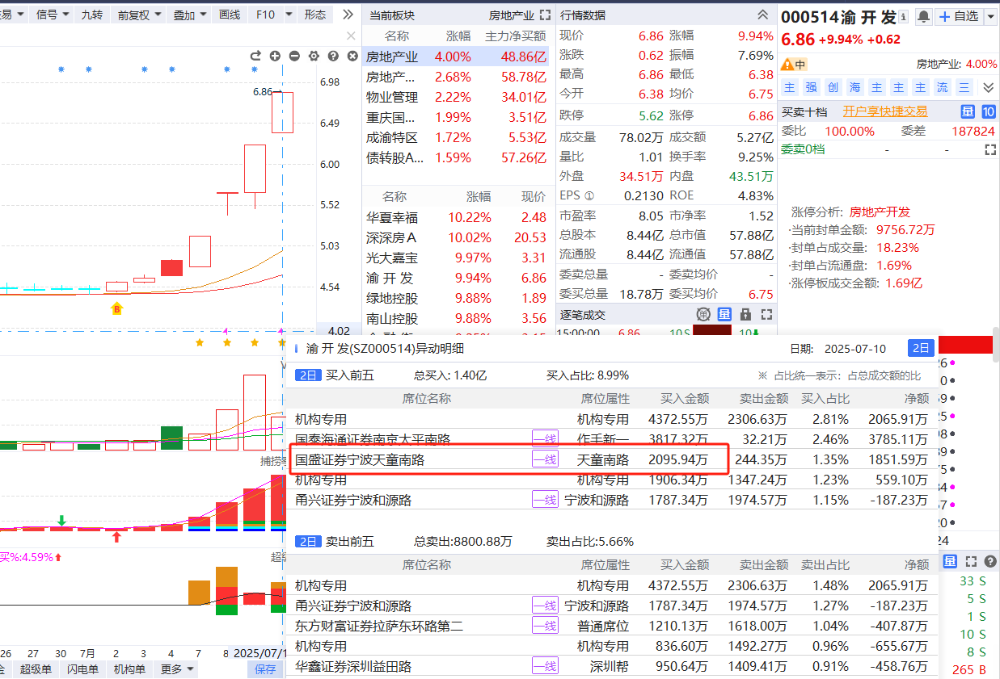 易 信号 九转 前复权 叠加 画线 F10 形态
6.98
6.86
6.49
6.00
5.52
5.03
4.54
B
4.02
捕捞季
买%:4.59%
超级
26 27 30 7月 2 3 4 7 8 2025/07/1
金 超级单 闪电单 机构单 更多 保存
当前板块 房地产业
名称 涨幅 主力净买额
房地产业 4.00% 48.86亿
房地产... 2.68% 58.78亿
物业管理 2.22% 34.01亿
重庆国... 1.99% 3.51亿
成渝特区 1.72% 5.53亿
债转股A... 1.59% 57.26亿
名称 涨幅 现价
华夏幸福 10.22% 2.48
深深房A 10.02% 20.53
光大嘉宝 9.97% 3.31
渝 开 发 9.94% 6.86
绿地控股 9.88% 1.89
南山控股 9.88% 3.56
行情数据
现价 6.86 涨幅 9.94%
涨跌 0.62 振幅 7.69%
最高 6.86 最低 6.38
今开 6.38 均价 6.75
跌停 5.62 涨停 6.86
成交量 78.02万 成交额 5.27亿
量比 1.01 换手率 9.25%
外盘 34.51万 内盘 43.51万
EPS ① 0.2130 ROE 4.83%
市盈率 8.05 市净率 1.52
总股本 8.44亿 总市值 57.88亿
流通股 8.44亿 流通值 57.88亿
委卖总量 - 委卖均价 -
委买总量 18.78万 委买均价 6.75
逐笔成交 单 量
15:00:00 6.86 10S 10
000514 渝 开 发 自选
6.86 +9.94% +0.62
中 房地产业: 4.00%
主 强 创 海 主 主 主 流 三
买卖十档 开户享快捷交易 量 10
委比 100.00% 委差 187824
委卖0档 - -
涨停分析: 房地产开发
·当前封单金额: 9756.72万
·封单占成交量: 18.23%
·封单占流通盘: 1.69%
·涨停板成交金额: 1.69亿
渝 开 发(SZ000514)异动明细 日期: 2025-07-10 2日
2日 买入前五 总买入: 1.40亿 买入占比: 8.99% ※ 占比统一表示：占总成交额的比
席位名称 席位属性 买入金额 卖出金额 买入占比 净额
机构专用 机构专用 4372.55万 2306.63万 2.81% 2065.91万
国泰海通证券南京太平南路 一线 作手新一 3817.32万 32.21万 2.46% 3785.11万
国盛证券宁波天童南路 一线 天童南路 2095.94万 244.35万 1.35% 1851.59万
机构专用 机构专用 1906.34万 1347.24万 1.23% 559.10万
甬兴证券宁波和源路 一线 宁波和源路 1787.34万 1974.57万 1.15% -187.23万
2日 卖出前五 总卖出:8800.88万 卖出占比:5.66%
席位名称 席位属性 买入金额 卖出金额 卖出占比 净额
机构专用 机构专用 4372.55万 2306.63万 1.48% 2065.91万
甬兴证券宁波和源路 一线 宁波和源路 1787.34万 1974.57万 1.27% -187.23万
东方财富证券拉萨东环路第二 一线 普通席位 1210.13万 1618.00万 1.04% -407.87万
机构专用 机构专用 836.60万 1492.27万 0.96% -655.67万
华鑫证券深圳益田路 一线 深圳帮 950.64万 1409.41万 0.91% -458.76万
量
33 S
5 S
1 S
10 S
8 S
265 B